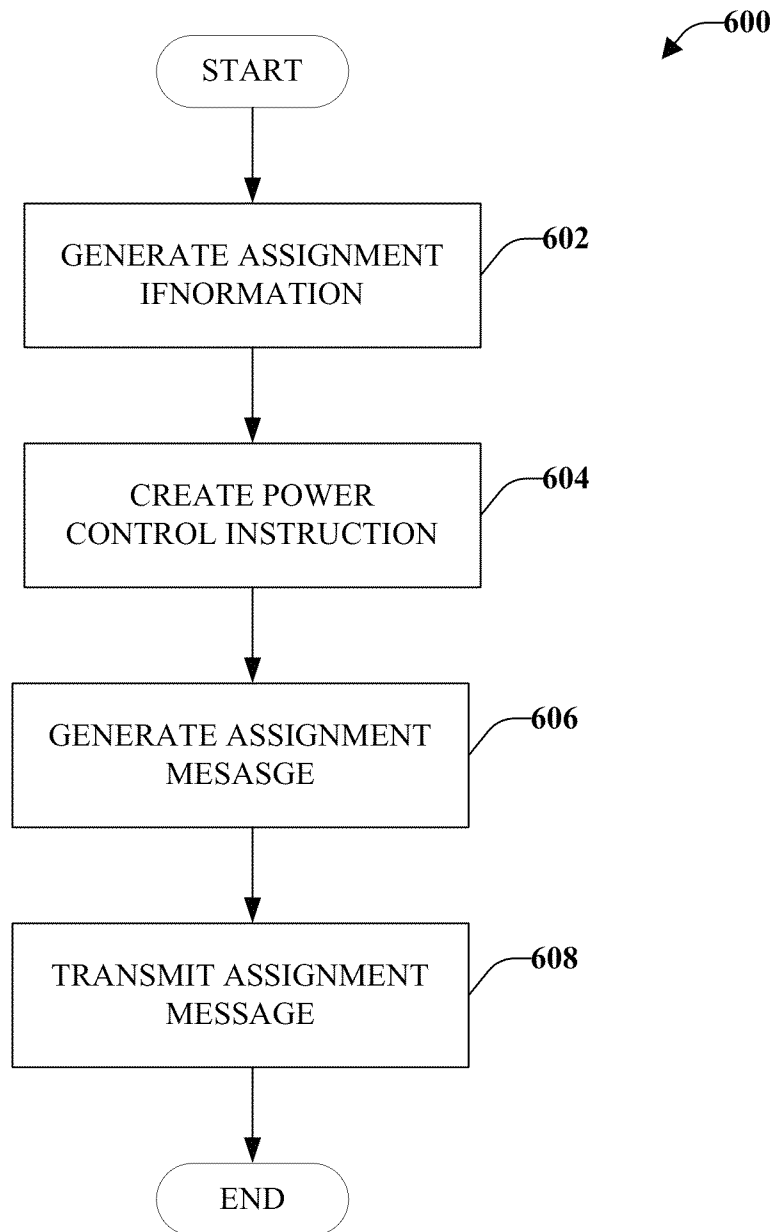 600
START
GENERATE ASSIGNMENT
IFNORMATION
602
CREATE POWER
CONTROL INSTRUCTION
604
GENERATE ASSIGNMENT
MESASGE
606
TRANSMIT ASSIGNMENT
MESSAGE
608
END